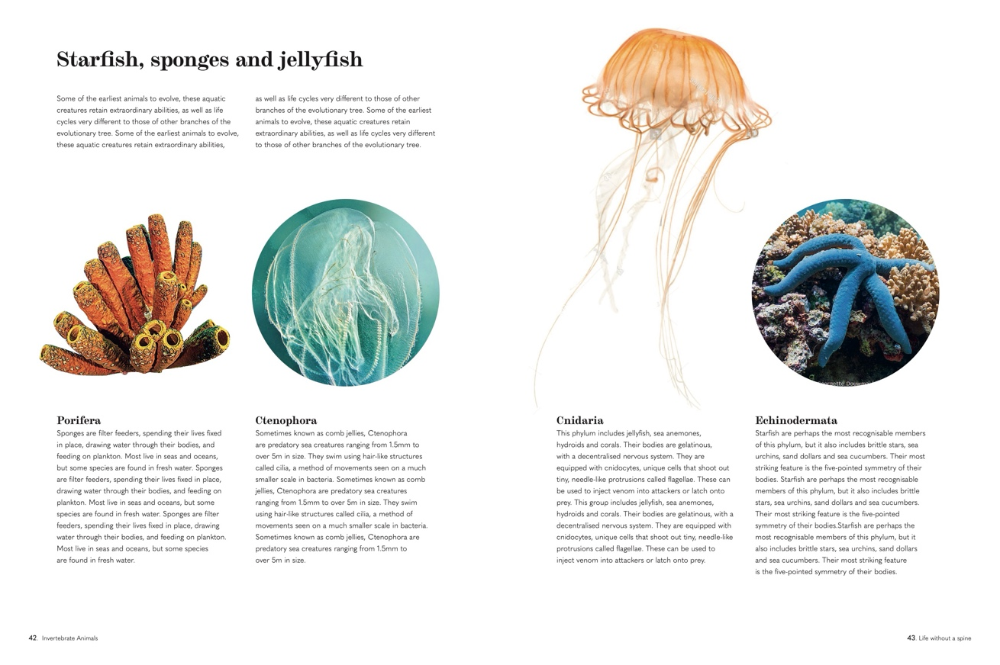 Starfish, sponges and jellyfish
Some of the earliest animals to evolve, these aquatic
creatures retain extraordinary abilities, as well as life
cycles very different to those of other branches of the
evolutionary tree. Some of the earliest animals to evolve,
these aquatic creatures retain extraordinary abilities,
as well as life cycles very different to those of other
branches of the evolutionary tree. Some of the earliest
animals to evolve, these aquatic creatures retain
extraordinary abilities, as well as life cycles very different
to those of other branches of the evolutionary tree.
Porifera
Sponges are filter feeders, spending their lives fixed
in place, drawing water through their bodies, and
feeding on plankton. Most live in seas and oceans,
but some species are found in fresh water. Sponges
are filter feeders, spending their lives fixed in place,
drawing water through their bodies, and feeding on
plankton. Most live in seas and oceans, but some
species are found in fresh water. Sponges are filter
feeders, spending their lives fixed in place, drawing
water through their bodies, and feeding on plankton.
Most live in seas and oceans, but some species
are found in fresh water.
Ctenophora
Sometimes known as comb jellies, Ctenophora
are predatory sea creatures ranging from 1.5mm to
over 5m in size. They swim using hair-like structures
called cilia, a method of movements seen on a much
smaller scale in bacteria. Sometimes known as comb
jellies, Ctenophora are predatory sea creatures
ranging from 1.5mm to over 5m in size. They swim
using hair-like structures called cilia, a method of
movements seen on a much smaller scale in bacteria.
Sometimes known as comb jellies, Ctenophora are
predatory sea creatures ranging from 1.5mm to
over 5m in size.
Cnidaria
This phylum includes jellyfish, sea anemones,
hydroids and corals. Their bodies are gelatinous,
with a decentralised nervous system. They are
equipped with cnidocytes, unique cells that shoot out
tiny, needle-like protrusions called flagellae. These can
be used to inject venom into attackers or latch onto
prey. This group includes jellyfish, sea anemones,
hydroids and corals. Their bodies are gelatinous, with a
decentralised nervous system. They are equipped with
cnidocytes, unique cells that shoot out tiny, needle-like
protrusions called flagellae. These can be used to
inject venom into attackers or latch onto prey.
Echinodermata
Starfish are perhaps the most recognisable members
of this phylum, but it also includes brittle stars, sea
urchins, sand dollars and sea cucumbers. Their most
striking feature is the five-pointed symmetry of their
bodies. Starfish are perhaps the most recognisable
members of this phylum, but it also includes brittle
stars, sea urchins, sand dollars and sea cucumbers.
Their most striking feature is the five-pointed
symmetry of their bodies.Starfish are perhaps the
most recognisable members of this phylum, but it
also includes brittle stars, sea urchins, sand dollars
and sea cucumbers. Their most striking feature
is the five-pointed symmetry of their bodies.
42. Invertebrate Animals
43. Life without a spine